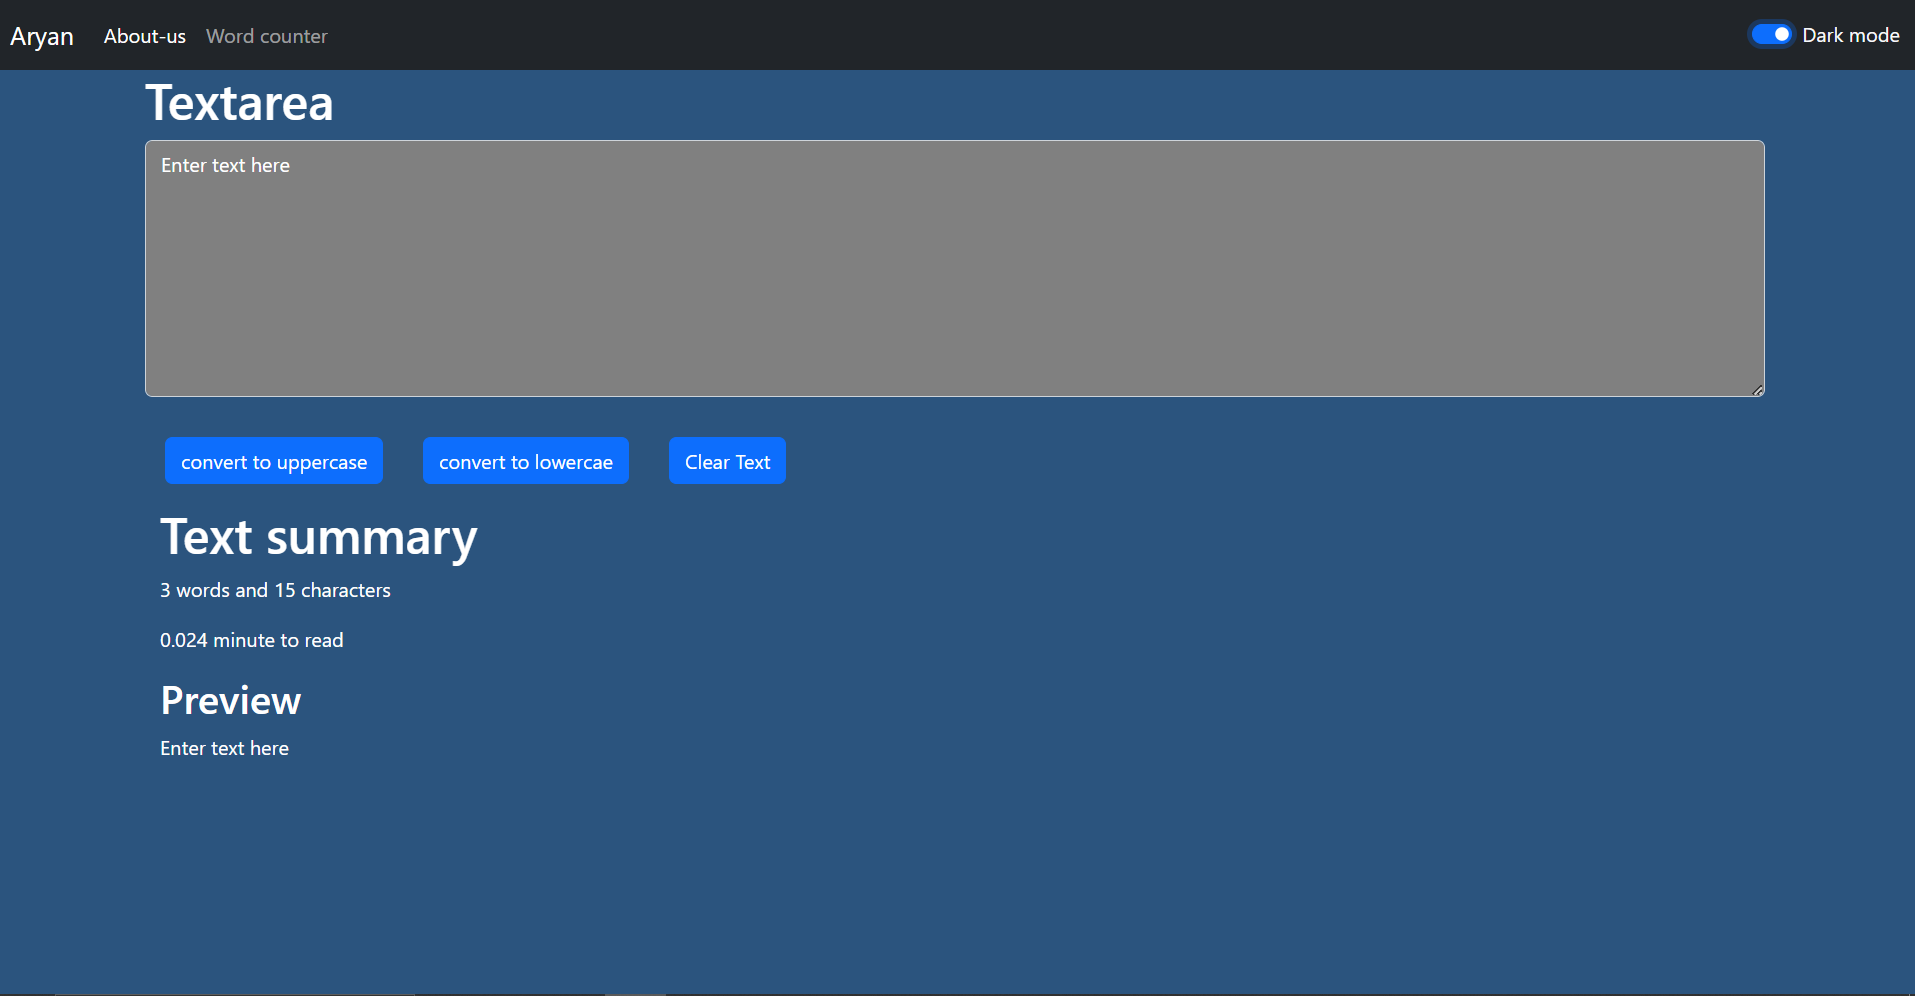 Aryan About-us Word counter Dark mode
Textarea
Enter text here
convert to uppercase convert to lowercae Clear Text
Text summary
3 words and 15 characters
0.024 minute to read
Preview
Enter text here